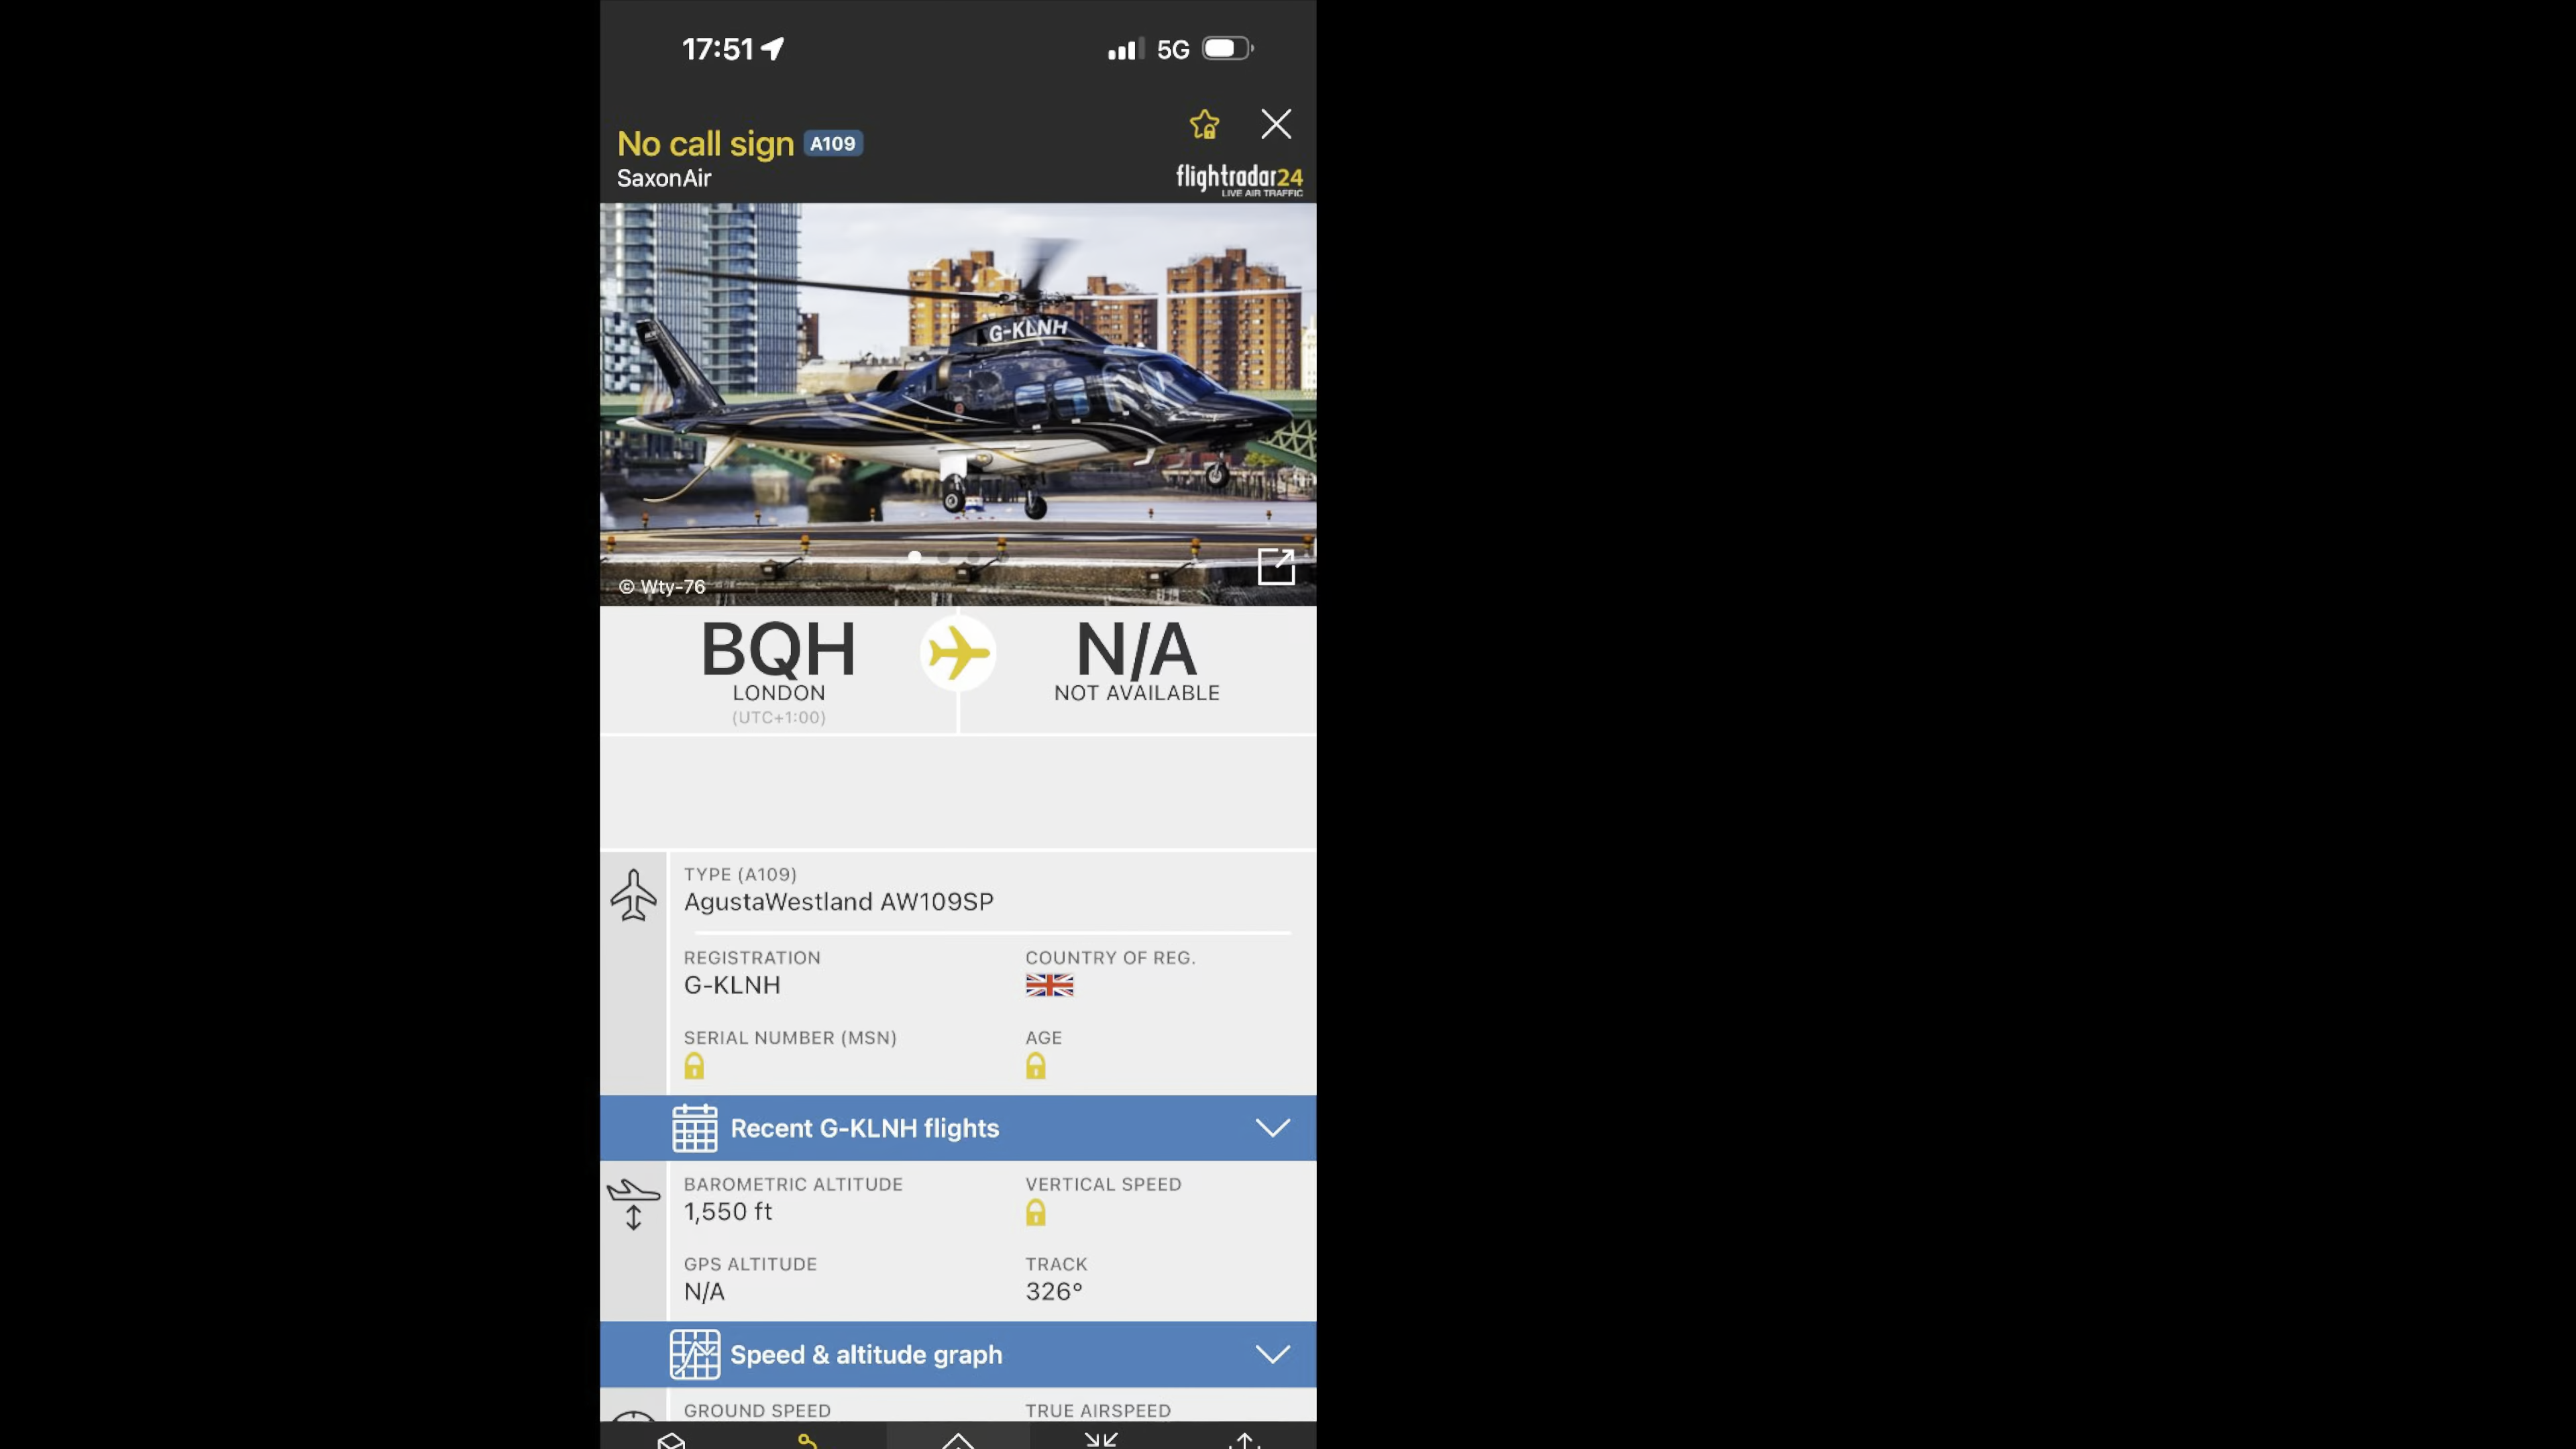 17:51
5G
No call sign A109
SaxonAir
flightradar24
LIVE AIR TRAFFIC
G-KLNH
© Wty-76
BQH
LONDON
(UTC+1:00)
N/A
NOT AVAILABLE
TYPE (A109)
AgustaWestland AW109SP
REGISTRATION
G-KLNH
COUNTRY OF REG.
SERIAL NUMBER (MSN)
AGE
Recent G-KLNH flights
BAROMETRIC ALTITUDE
1,550 ft
VERTICAL SPEED
GPS ALTITUDE
N/A
TRACK
326°
Speed & altitude graph
GROUND SPEED
TRUE AIRSPEED